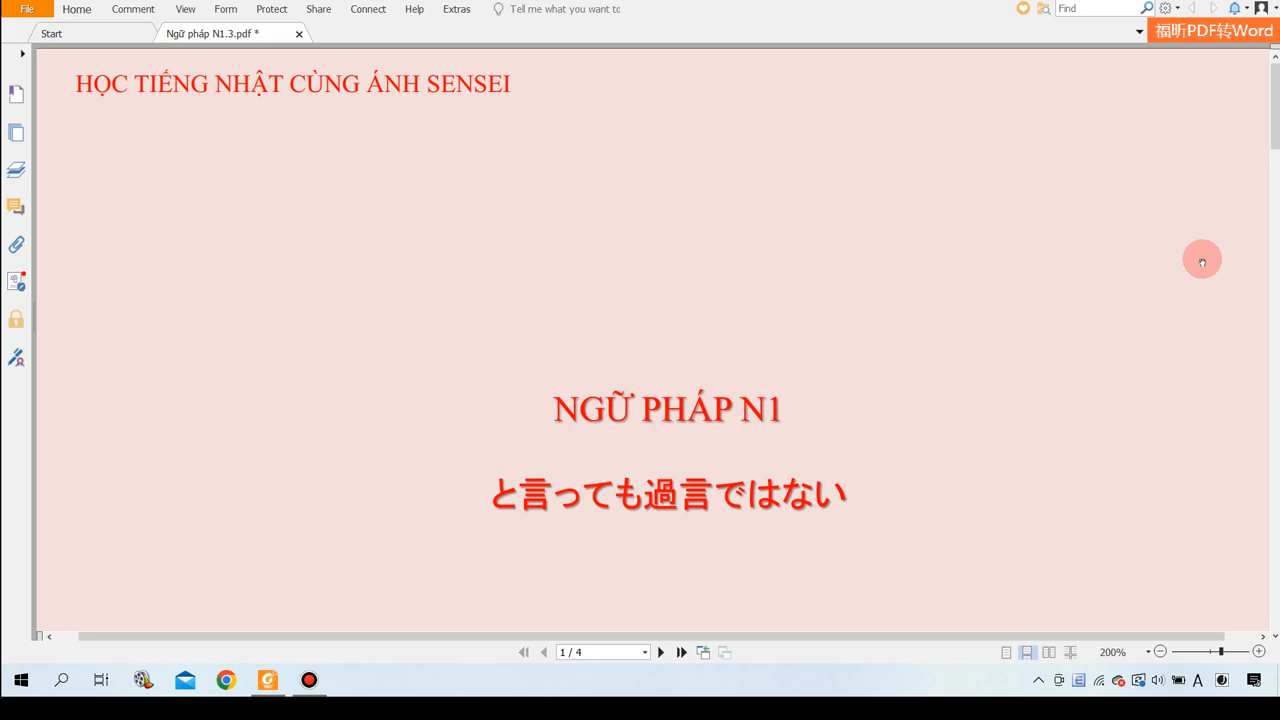 File Home Comment View Form Protect Share Connect Help Extras Tell me what you want to Find
Start Ngữ pháp N1.3.pdf * 福昕PDF转Word
HỌC TIẾNG NHẬT CÙNG ÁNH SENSEI
NGỮ PHÁP N1
と言っても過言ではない
1 / 4 200%